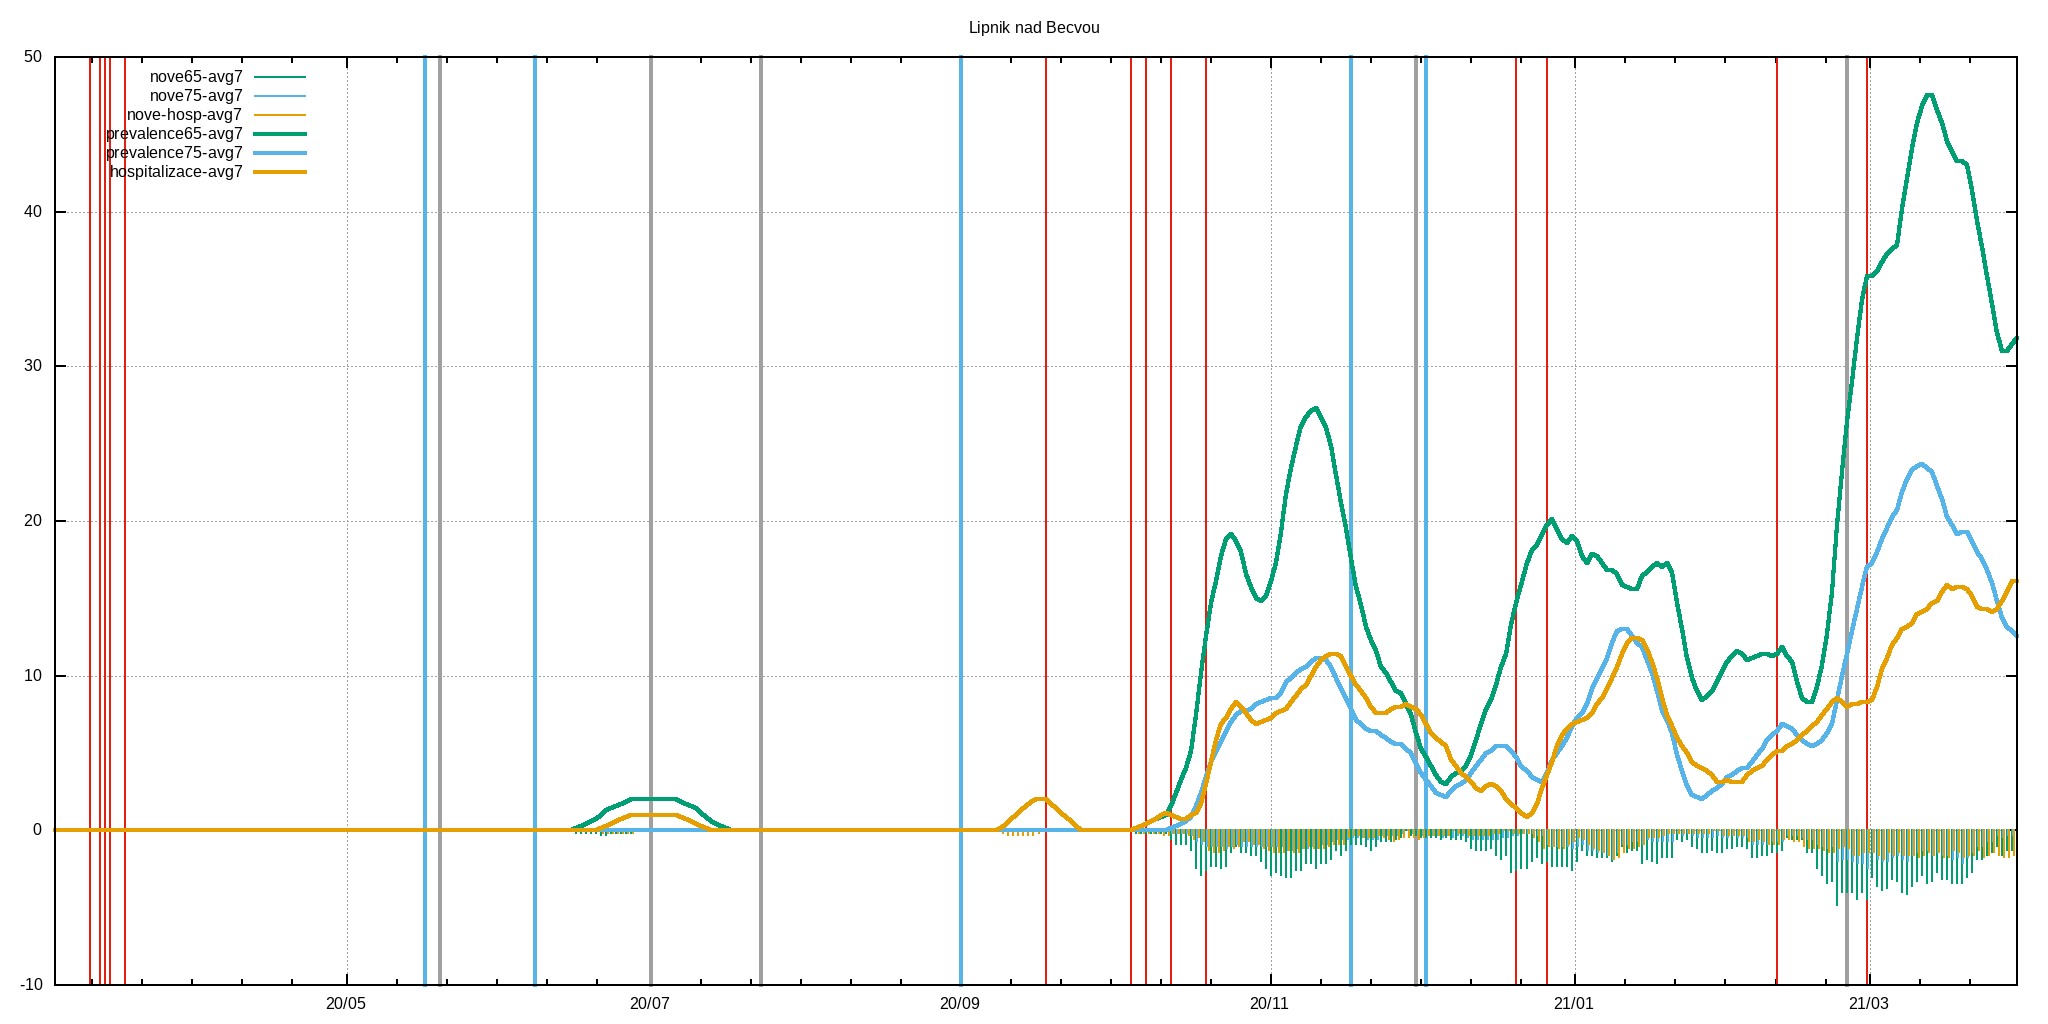 Lipnik nad Becvou
50
nove65-avg7
nove75-avg7
nove-hosp-avg7
prevalence65-avg7
prevalence75-avg7
hospitalizace-avg7
40
30
20
10
0
-10
20/05 20/07 20/09 20/11 21/01 21/03